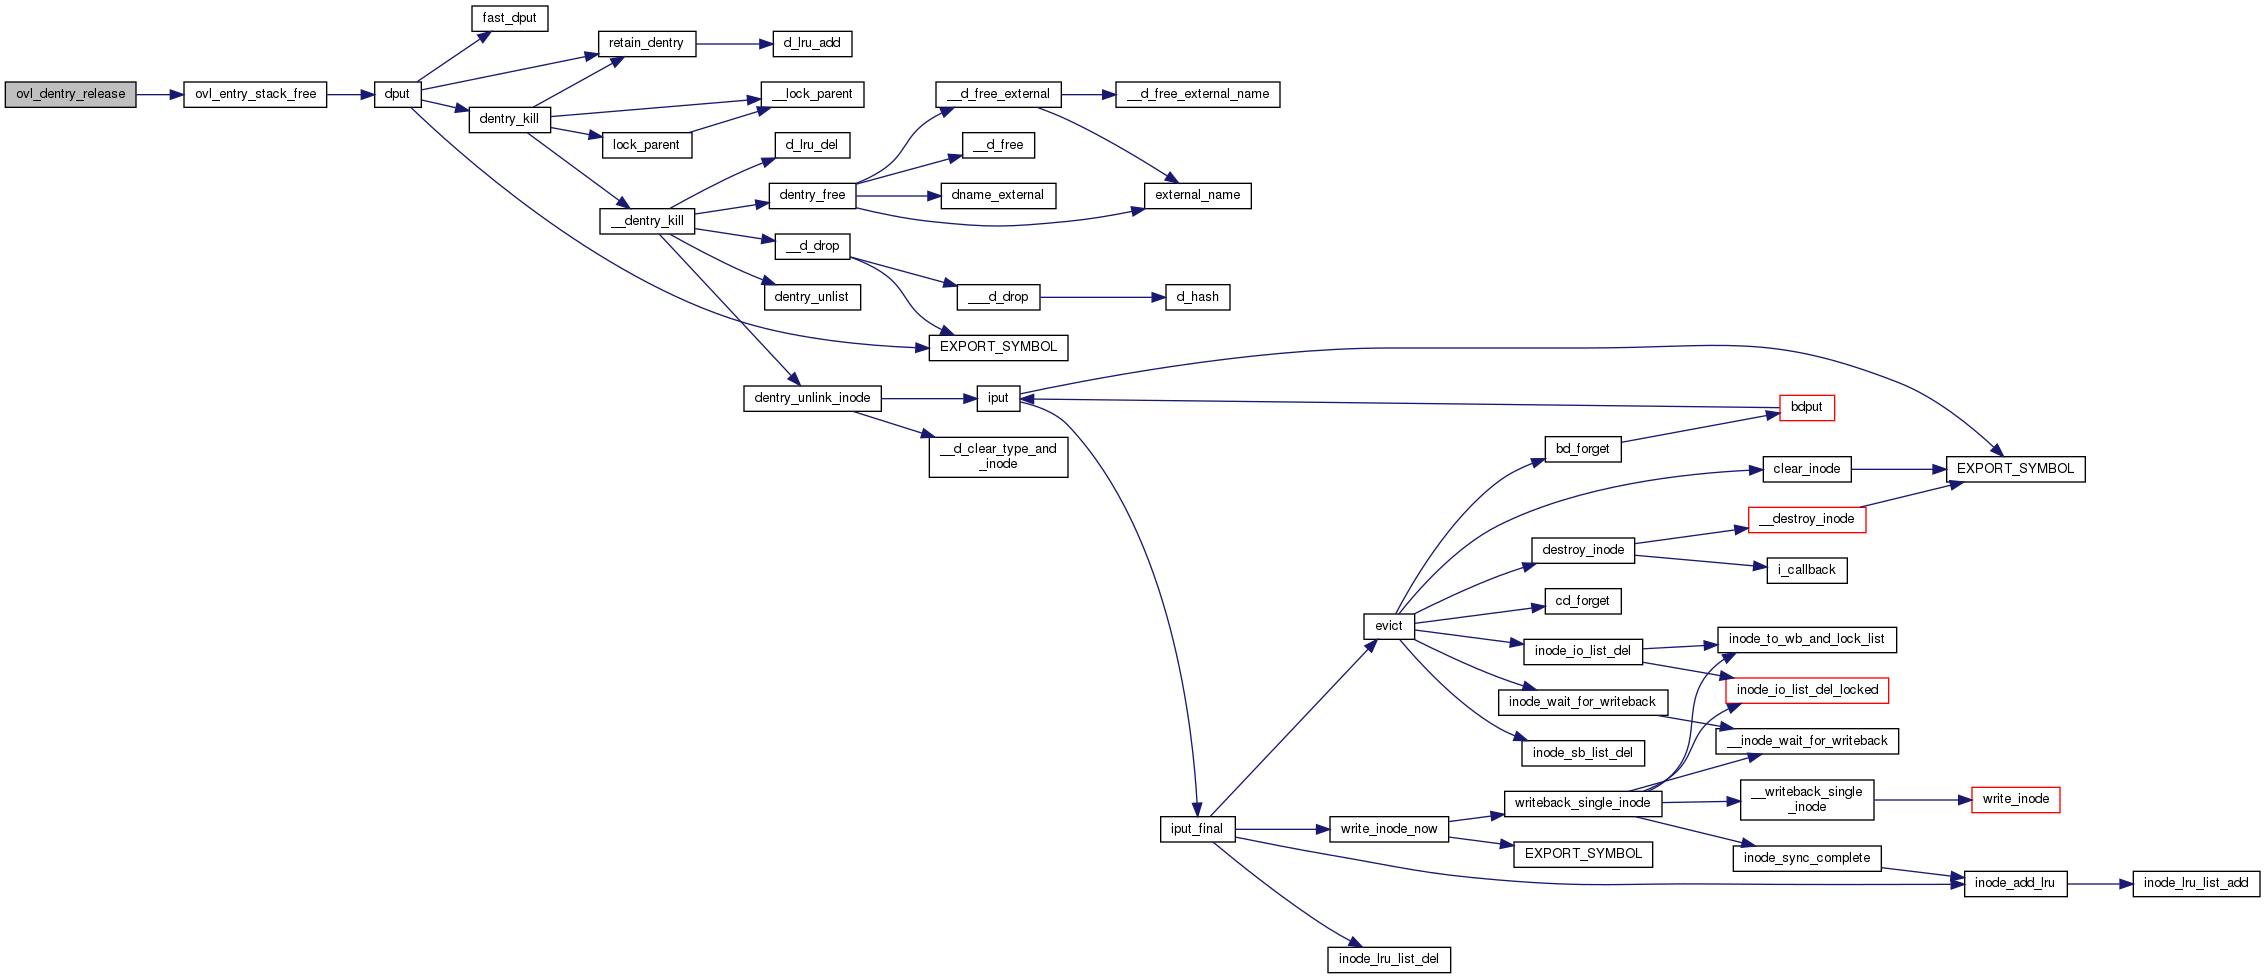 fast_dput
retain_dentry
d_lru_add
ovl_dentry_release
ovl_entry_stack_free
dput
dentry_kill
__lock_parent
lock_parent
__d_free_external
__d_free_external_name
d_lru_del
__d_free
dentry_free
dname_external
external_name
__dentry_kill
__d_drop
dentry_unlist
___d_drop
d_hash
EXPORT_SYMBOL
dentry_unlink_inode
iput
__d_clear_type_and
_inode
bdput
bd_forget
clear_inode
EXPORT_SYMBOL
__destroy_inode
destroy_inode
i_callback
cd_forget
evict
inode_io_list_del
inode_to_wb_and_lock_list
inode_io_list_del_locked
inode_wait_for_writeback
__inode_wait_for_writeback
inode_sb_list_del
writeback_single_inode
__writeback_single
_inode
write_inode
iput_final
write_inode_now
EXPORT_SYMBOL
inode_sync_complete
inode_add_lru
inode_lru_list_add
inode_lru_list_del